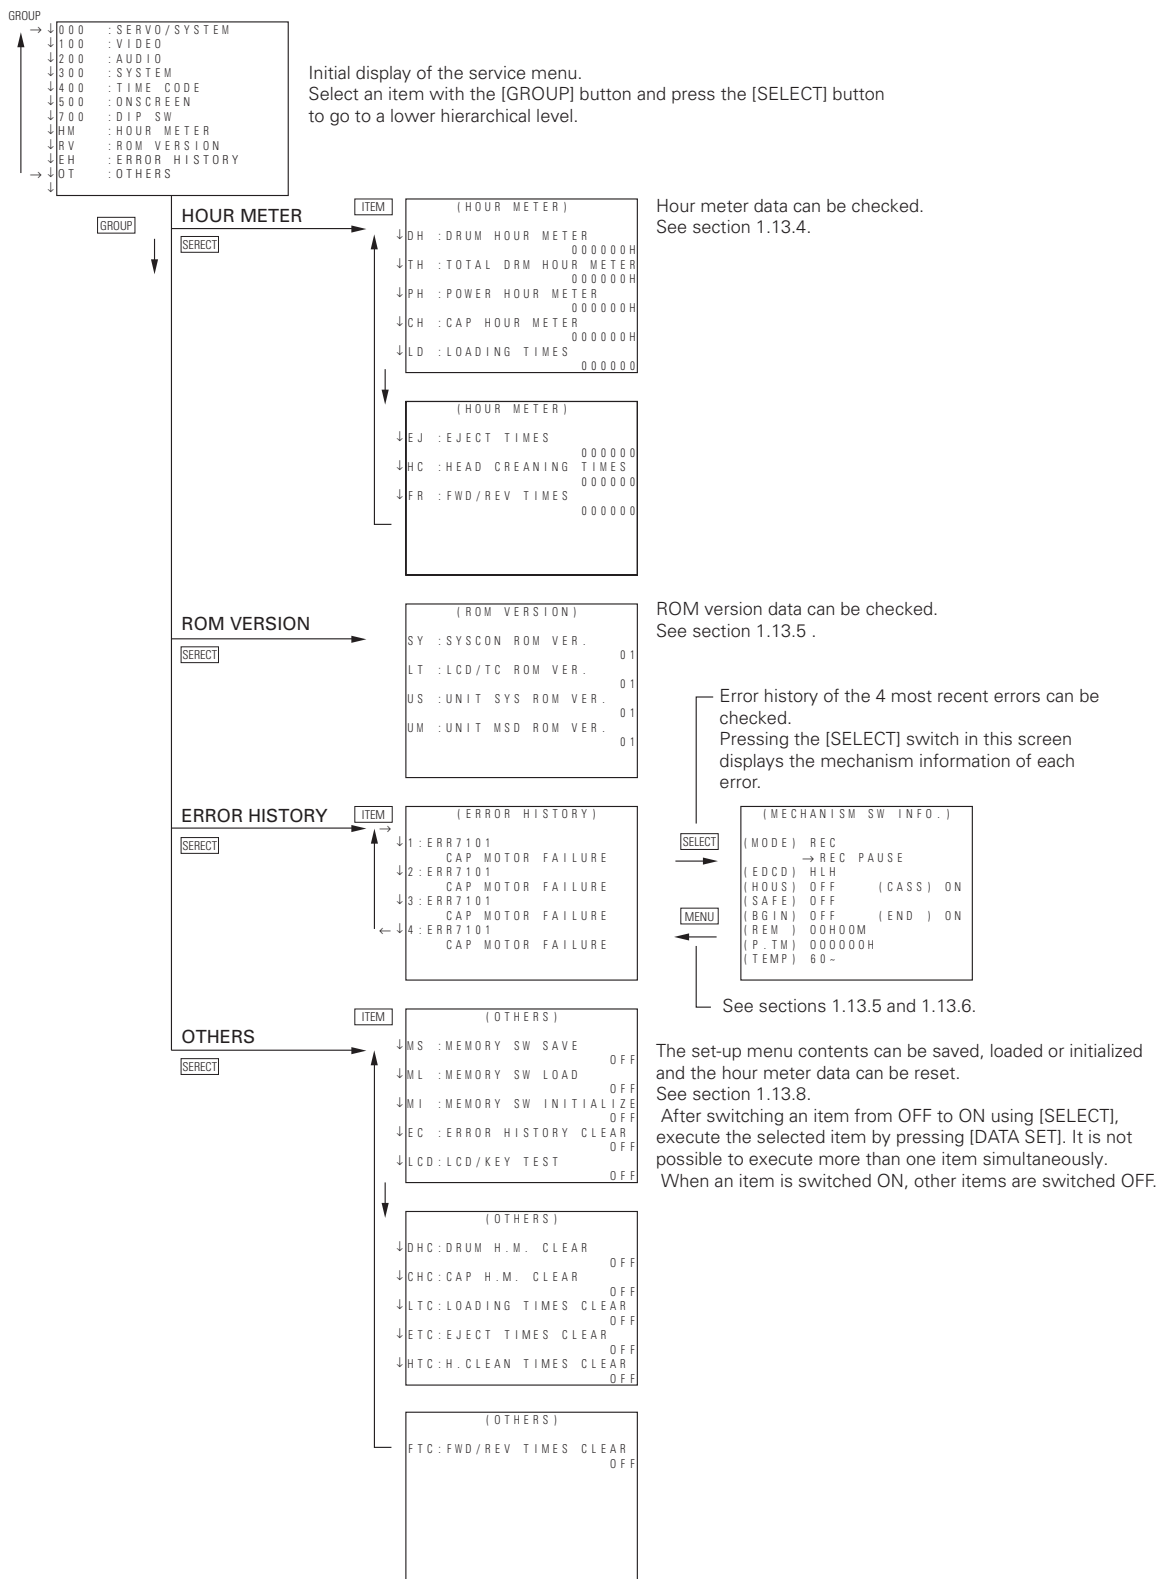 GROUP
→ ↓ 000 :SERVO/SYSTEM
↓ 100 :VIDEO
↓ 200 :AUDIO
↓ 300 :SYSTEM
↓ 400 :TIME CODE
↓ 500 :ONSCREEN
↓ 700 :DIP SW
↓ HM :HOUR METER
↓ RV :ROM VERSION
↓ EH :ERROR HISTORY
→ ↓ OT :OTHERS
↓
Initial display of the service menu.
Select an item with the [GROUP] button and press the [SELECT] button
to go to a lower hierarchical level.
GROUP
HOUR METER
SERECT
ITEM
(HOUR METER)
↓ DH :DRUM HOUR METER
000000H
↓ TH :TOTAL DRM HOUR METER
000000H
↓ PH :POWER HOUR METER
000000H
↓ CH :CAP HOUR METER
000000H
↓ LD :LOADING TIMES
000000
Hour meter data can be checked.
See section 1.13.4.
(HOUR METER)
↓ EJ :EJECT TIMES
000000
↓ HC :HEAD CREANING TIMES
000000
↓ FR :FWD/REV TIMES
000000
ROM VERSION
SERECT
(ROM VERSION)
SY :SYSCON ROM VER.
01
LT :LCD/TC ROM VER.
01
US :UNIT SYS ROM VER.
01
UM :UNIT MSD ROM VER.
01
ROM version data can be checked.
See section 1.13.5 .
Error history of the 4 most recent errors can be
checked.
Pressing the [SELECT] switch in this screen
displays the mechanism information of each
error.
ERROR HISTORY
SERECT
ITEM
(ERROR HISTORY)
→
↓ 1:ERR7101
CAP MOTOR FAILURE
↓ 2:ERR7101
CAP MOTOR FAILURE
↓ 3:ERR7101
CAP MOTOR FAILURE
← ↓ 4:ERR7101
CAP MOTOR FAILURE
SELECT
MENU
(MECHANISM SW INFO.)
(MODE) REC
→REC PAUSE
(EDCD) HLH
(HOUS) OFF (CASS) ON
(SAFE) OFF
(BGIN) OFF (END ) ON
(REM ) 00H00M
(P.TM) 000000H
(TEMP) 60~
See sections 1.13.5 and 1.13.6.
OTHERS
SERECT
ITEM
(OTHERS)
↓ MS :MEMORY SW SAVE
OFF
↓ ML :MEMORY SW LOAD
OFF
↓ MI :MEMORY SW INITIALIZE
OFF
↓ EC :ERROR HISTORY CLEAR
OFF
↓ LCD:LCD/KEY TEST
OFF
The set-up menu contents can be saved, loaded or initialized
and the hour meter data can be reset.
See section 1.13.8.
After switching an item from OFF to ON using [SELECT],
execute the selected item by pressing [DATA SET]. It is not
possible to execute more than one item simultaneously.
When an item is switched ON, other items are switched OFF.
(OTHERS)
↓ DHC:DRUM H.M. CLEAR
OFF
↓ CHC:CAP H.M. CLEAR
OFF
↓ LTC:LOADING TIMES CLEAR
OFF
↓ ETC:EJECT TIMES CLEAR
OFF
↓ HTC:H.CLEAN TIMES CLEAR
OFF
(OTHERS)
FTC:FWD/REV TIMES CLEAR
OFF